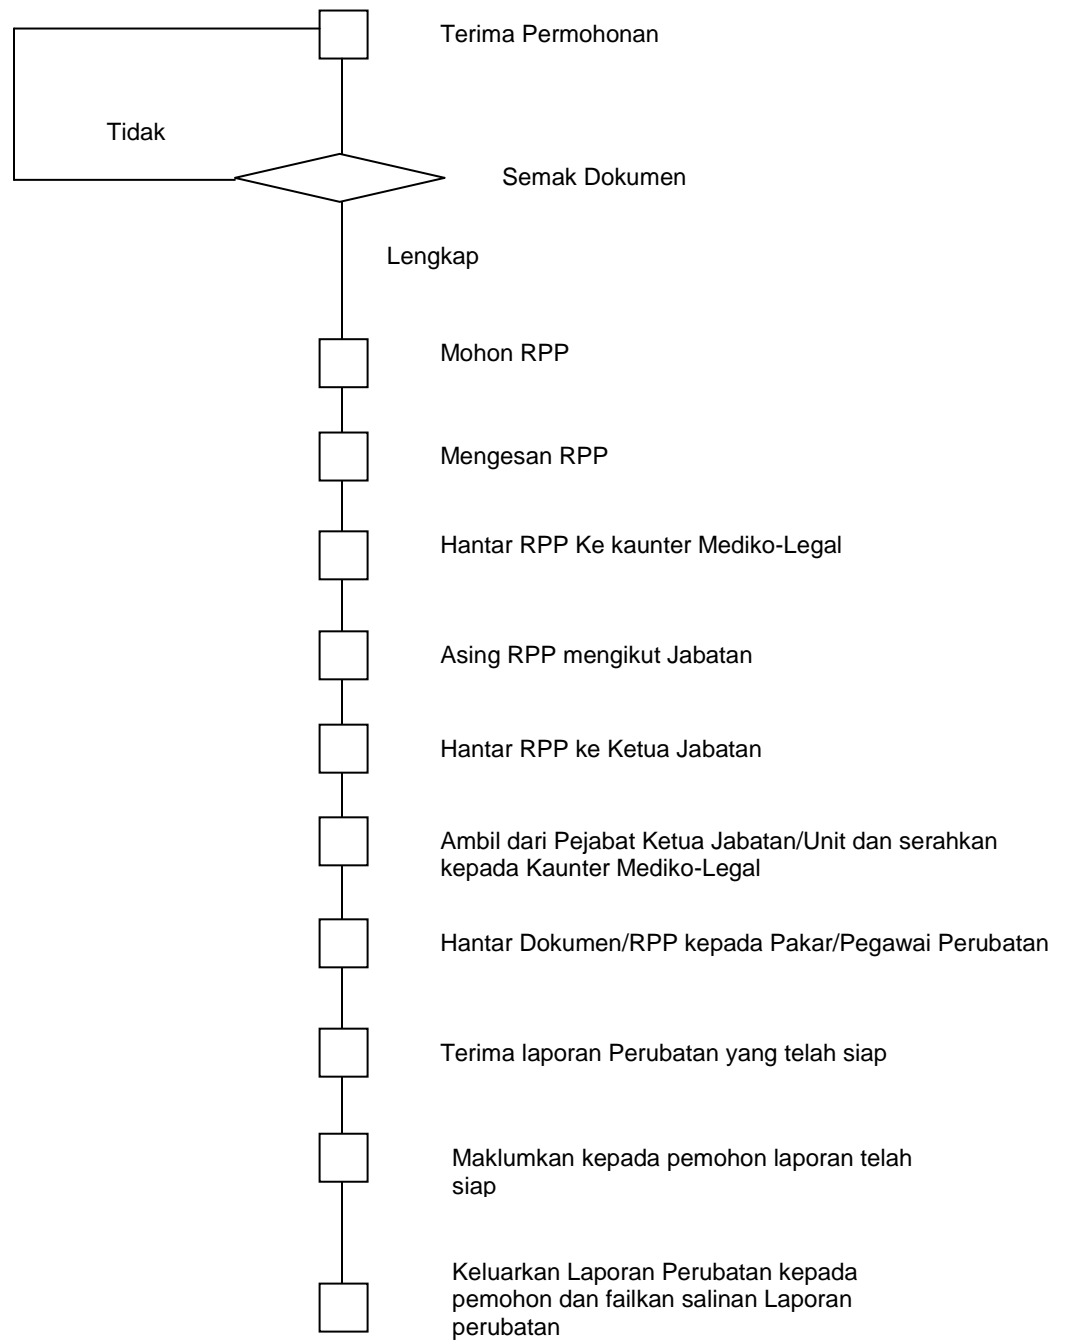 Terima Permohonan
Tidak
Semak Dokumen
Lengkap
Mohon RPP
Mengesan RPP
Hantar RPP Ke kaunter Mediko-Legal
Asing RPP mengikut Jabatan
Hantar RPP ke Ketua Jabatan
Ambil dari Pejabat Ketua Jabatan/Unit dan serahkan
kepada Kaunter Mediko-Legal
Hantar Dokumen/RPP kepada Pakar/Pegawai Perubatan
Terima laporan Perubatan yang telah siap
Maklumkan kepada pemohon laporan telah
siap
Keluarkan Laporan Perubatan kepada
pemohon dan failkan salinan Laporan
perubatan